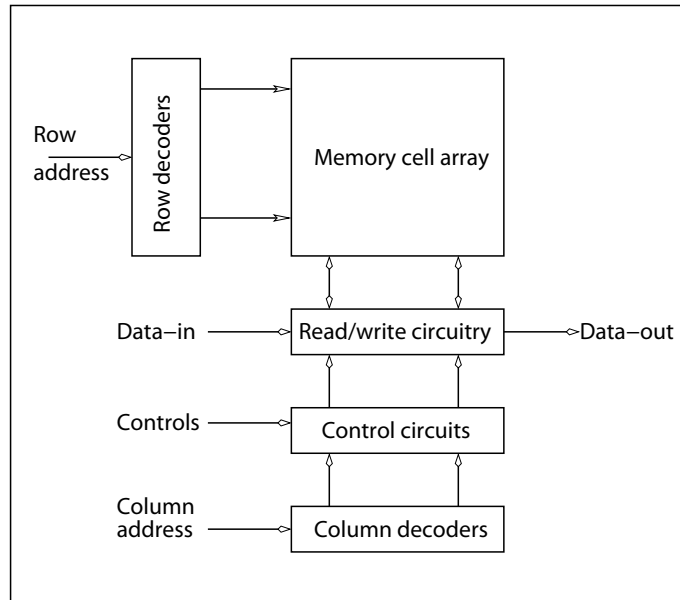 Row
address
Row decoders
Memory cell array
Data−in
Read/write circuitry
Data−out
Controls
Control circuits
Column
address
Column decoders